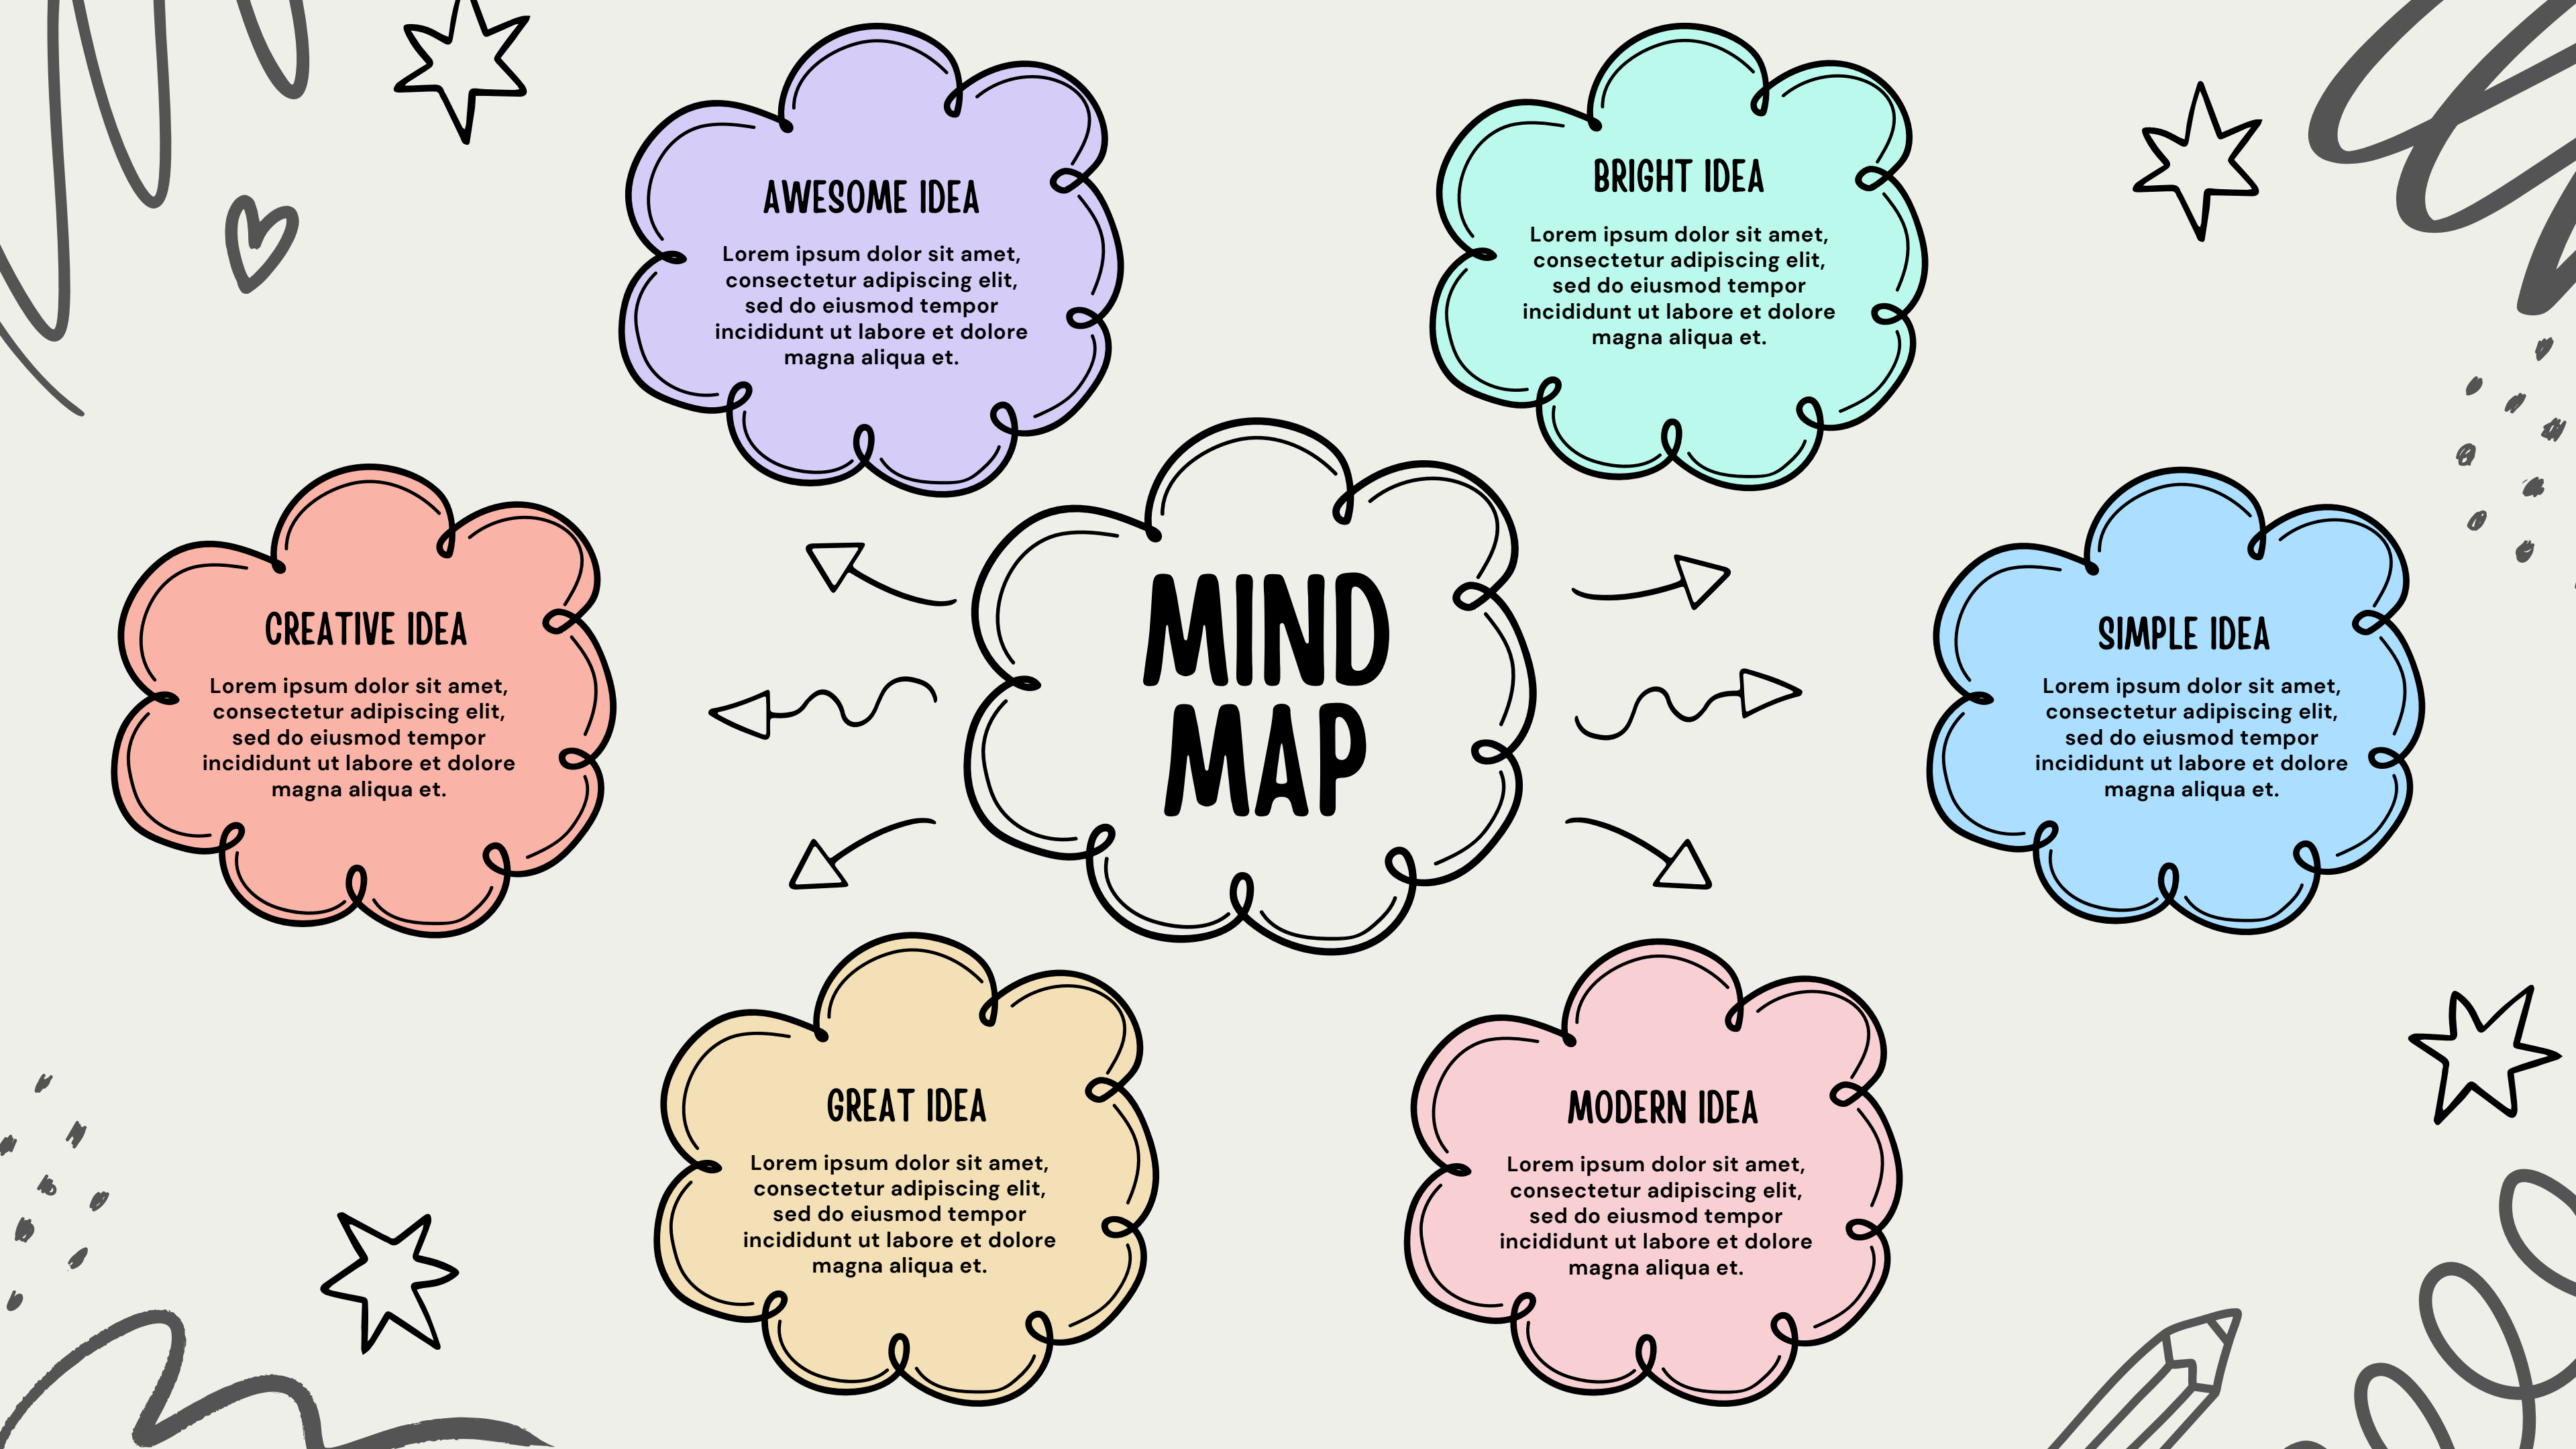 AWESOME IDEA
Lorem ipsum dolor sit amet,
consectetur adipiscing elit,
sed do eiusmod tempor
incididunt ut labore et dolore
magna aliqua et.
BRIGHT IDEA
Lorem ipsum dolor sit amet,
consectetur adipiscing elit,
sed do eiusmod tempor
incididunt ut labore et dolore
magna aliqua et.
CREATIVE IDEA
Lorem ipsum dolor sit amet,
consectetur adipiscing elit,
sed do eiusmod tempor
incididunt ut labore et dolore
magna aliqua et.
MIND
MAP
SIMPLE IDEA
Lorem ipsum dolor sit amet,
consectetur adipiscing elit,
sed do eiusmod tempor
incididunt ut labore et dolore
magna aliqua et.
GREAT IDEA
Lorem ipsum dolor sit amet,
consectetur adipiscing elit,
sed do eiusmod tempor
incididunt ut labore et dolore
magna aliqua et.
MODERN IDEA
Lorem ipsum dolor sit amet,
consectetur adipiscing elit,
sed do eiusmod tempor
incididunt ut labore et dolore
magna aliqua et.